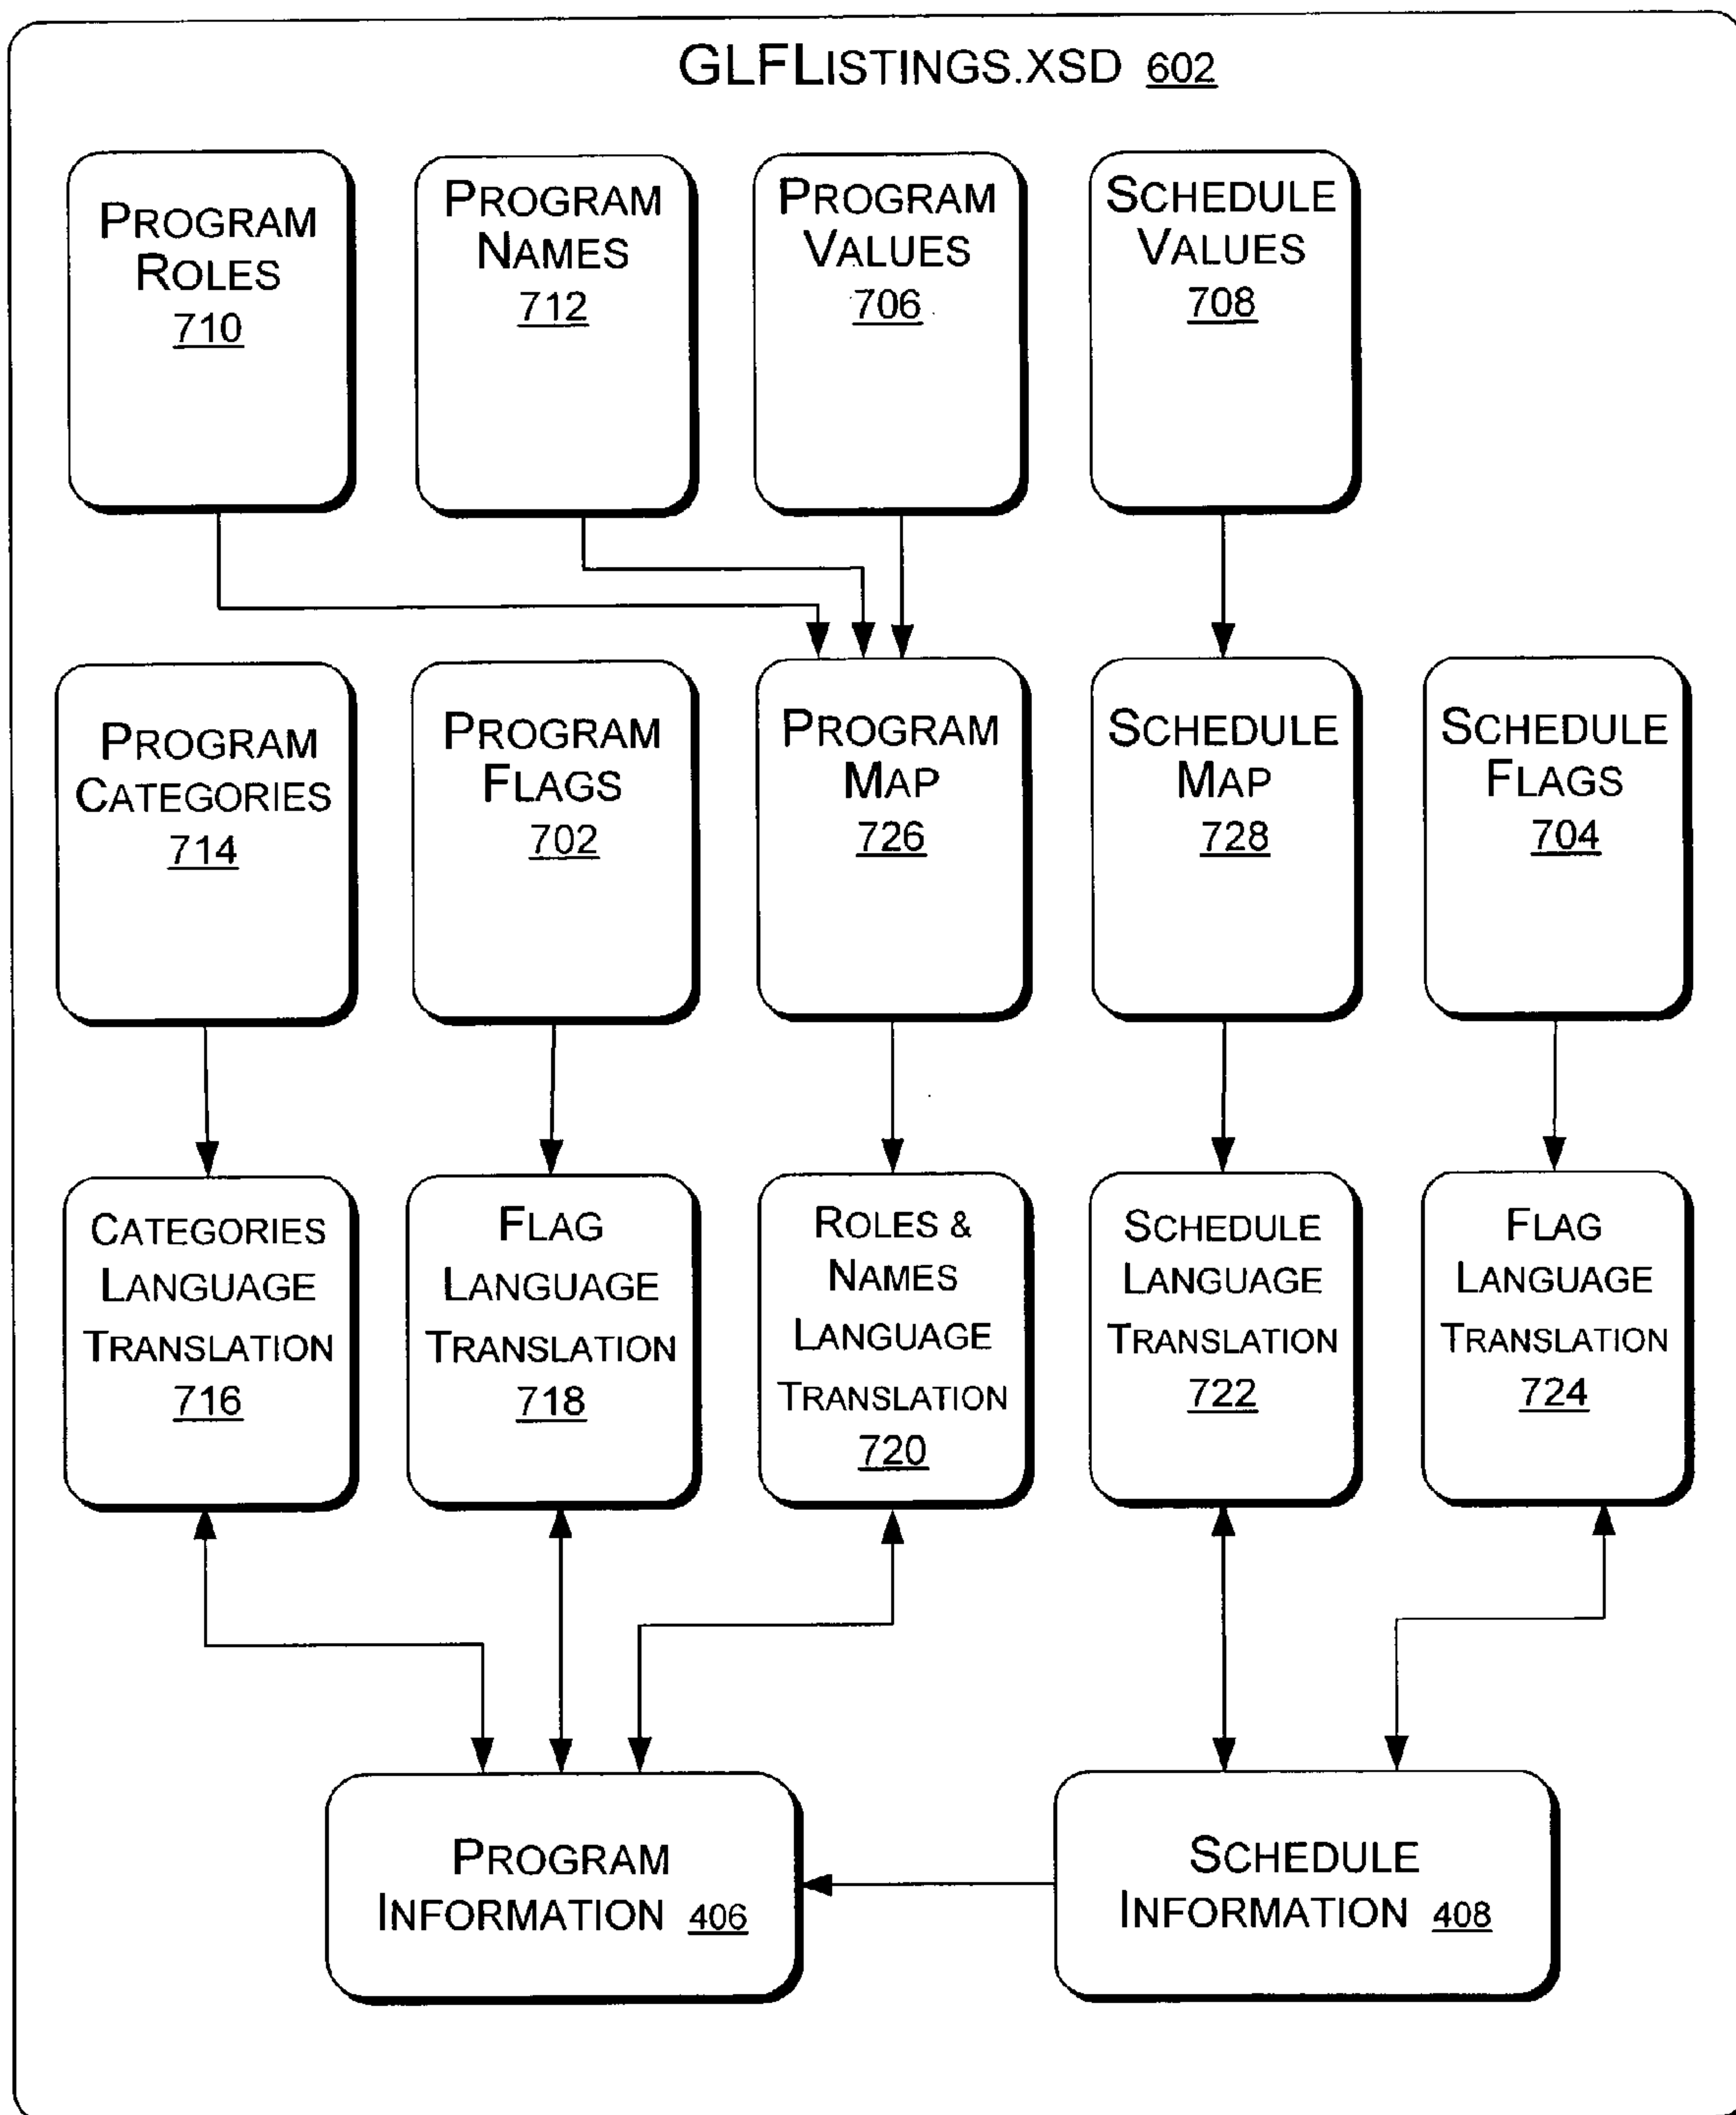 GLFLISTINGS.XSD 602
PROGRAM
ROLES
710
PROGRAM
NAMES
712
PROGRAM
VALUES
706
SCHEDULE
VALUES
708
PROGRAM
CATEGORIES
714
PROGRAM
FLAGS
702
PROGRAM
MAP
726
SCHEDULE
MAP
728
SCHEDULE
FLAGS
704
CATEGORIES
LANGUAGE
TRANSLATION
716
FLAG
LANGUAGE
TRANSLATION
718
ROLES &
NAMES
LANGUAGE
TRANSLATION
720
SCHEDULE
LANGUAGE
TRANSLATION
722
FLAG
LANGUAGE
TRANSLATION
724
PROGRAM
INFORMATION 406
SCHEDULE
INFORMATION 408